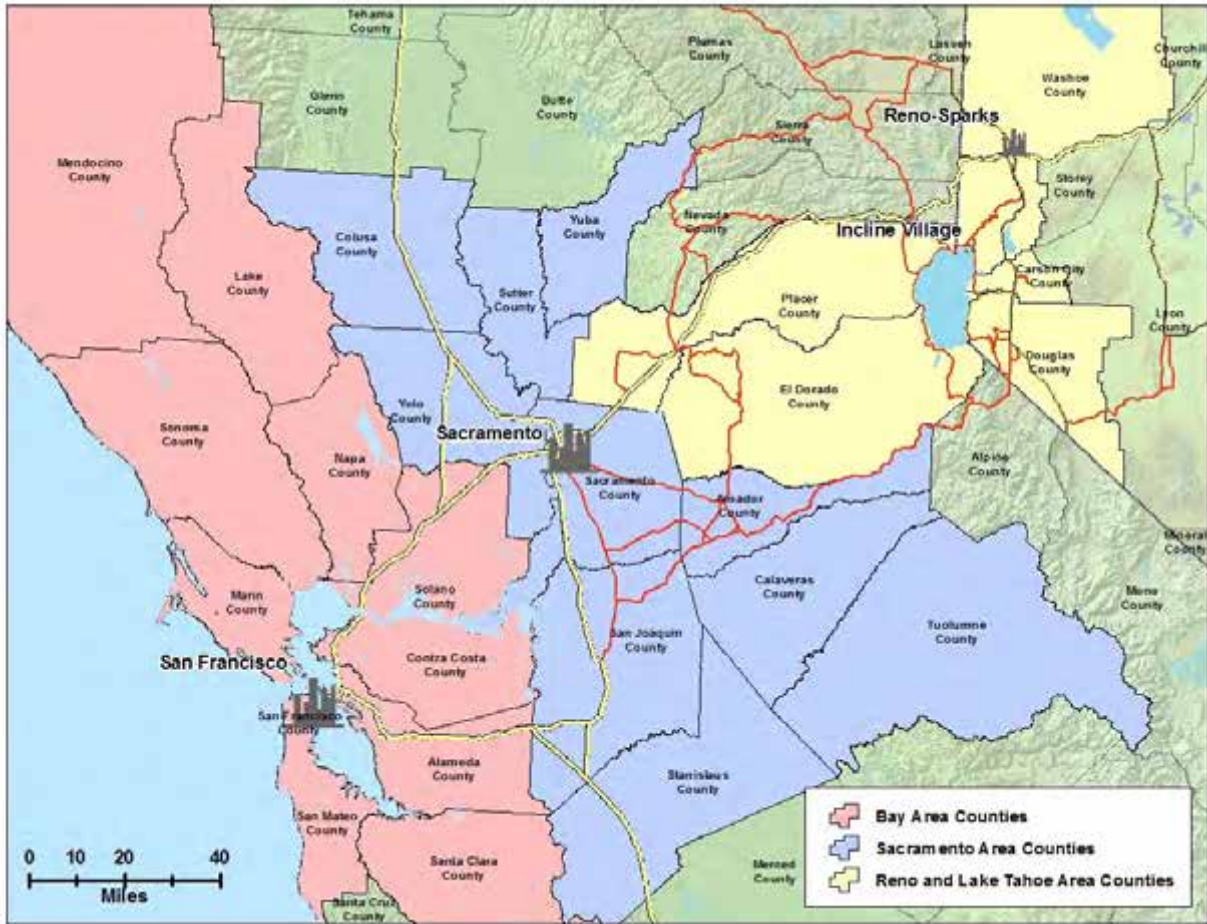 Tehama
County
Plumas
County
Lassen
County
Churchill
County
Washoe
County
Glenn
County
Butte
County
Reno-Sparks
Sierra
County
Mendocino
County
Storey
County
Yuba
County
Nevada
County
Incline Village
Colusa
County
Lake
County
Sutter
County
Carson City
County
Placer
County
Lyon
County
Douglas
County
El Dorado
County
Yolo
County
Sonoma
County
Sacramento
Napa
County
Alpine
County
Sacramento
County
Amador
County
Mineral
County
Calaveras
County
Marin
County
Solano
County
Mono
County
Tuolumne
County
San Joaquin
County
San Francisco
Contra Costa
County
San Francisco
County
Alameda
County
Stanislaus
County
San Mateo
County
Santa Clara
County
Merced
County
Santa Cruz
County
0 10 20 40
Miles
Bay Area Counties
Sacramento Area Counties
Reno and Lake Tahoe Area Counties